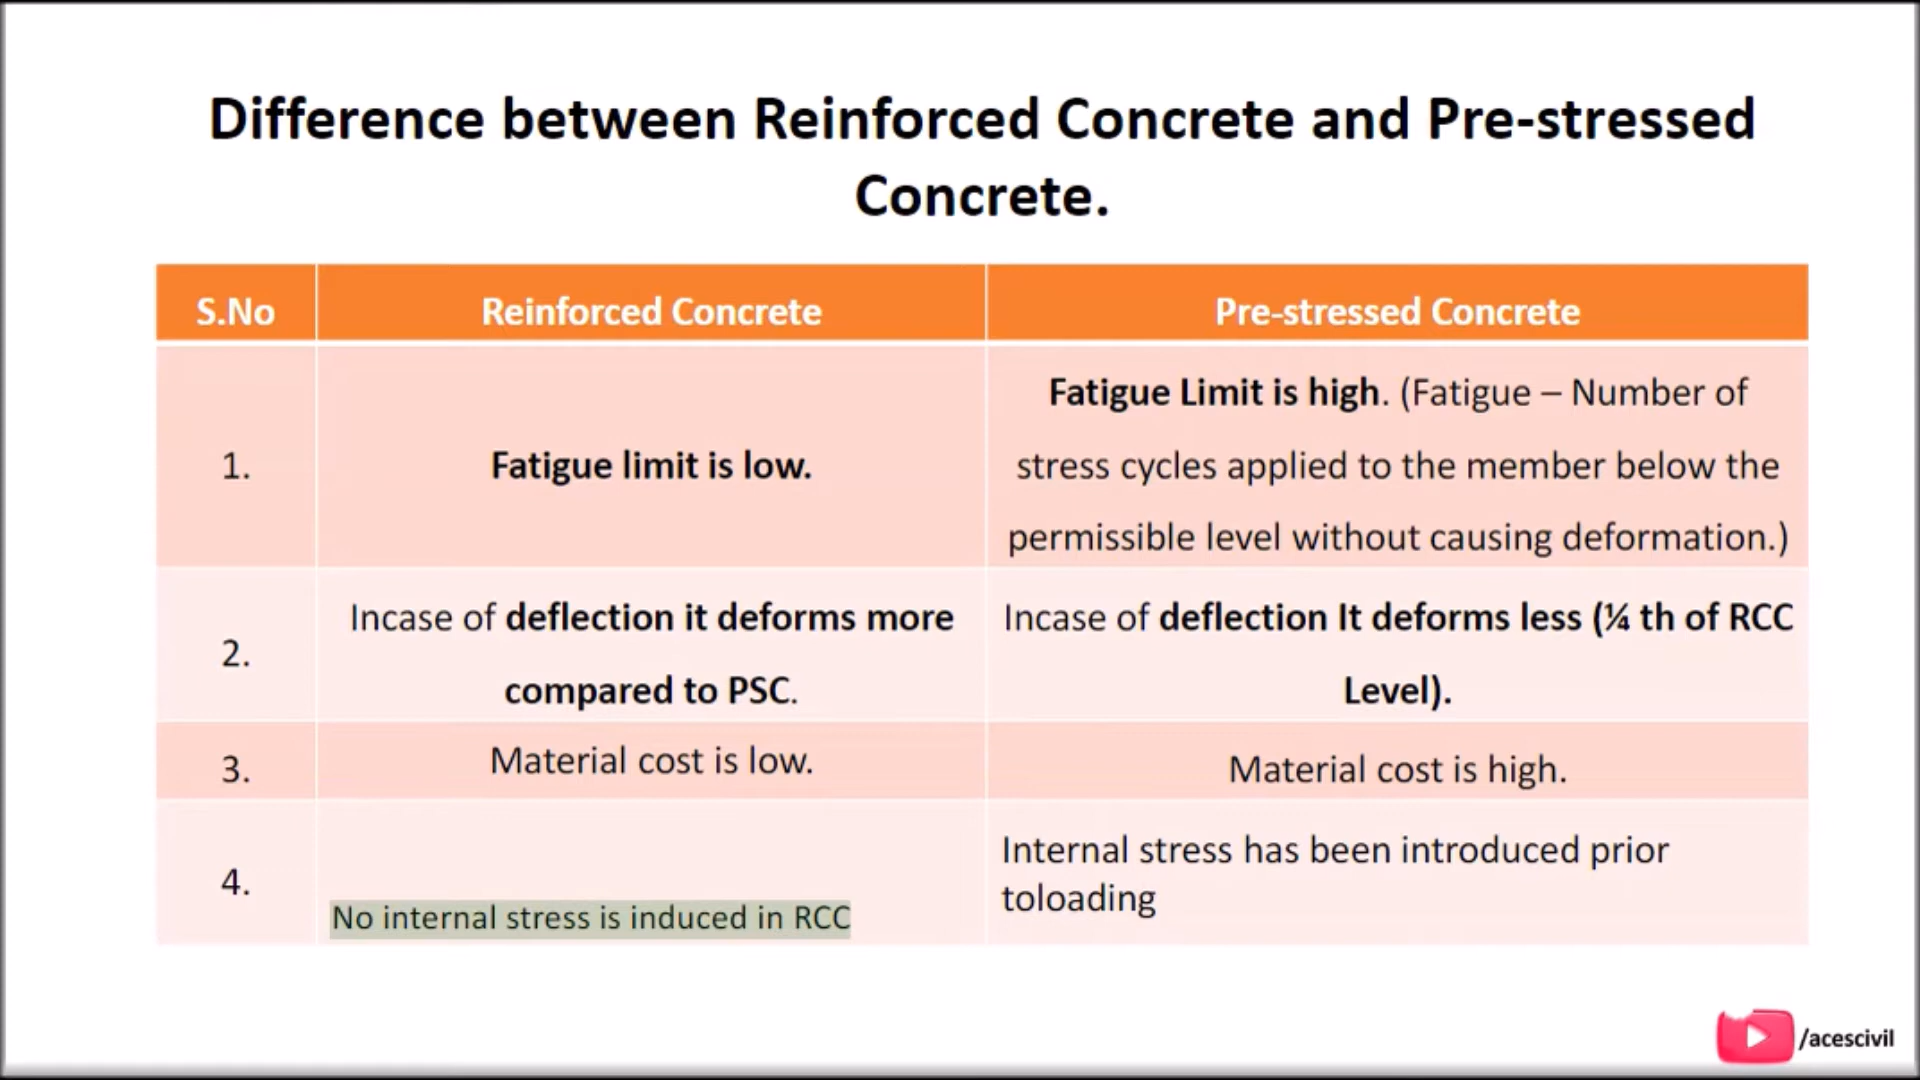 Difference between Reinforced Concrete and Pre-stressed
Concrete.
S.No
Reinforced Concrete
Pre-stressed Concrete
1.
Fatigue limit is low.
Fatigue Limit is high. (Fatigue – Number of
stress cycles applied to the member below the
permissible level without causing deformation.)
2.
Incase of deflection it deforms more
compared to PSC.
Incase of deflection It deforms less (¼ th of RCC
Level).
3.
Material cost is low.
Material cost is high.
4.
No internal stress is induced in RCC
Internal stress has been introduced prior
toloading
/acescivil